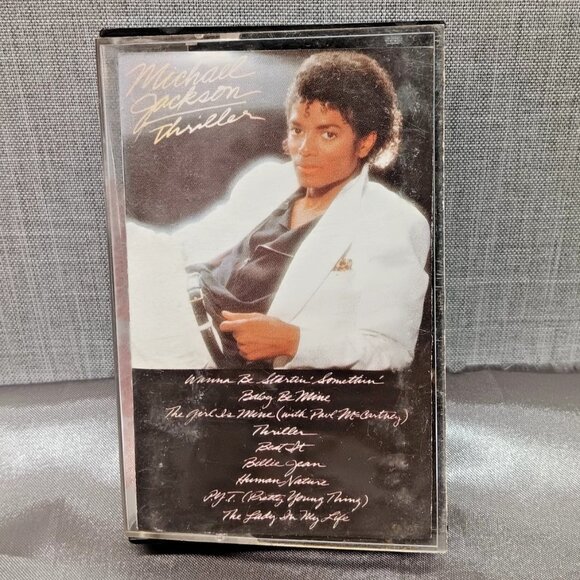 Michael
Jackson
Thriller
Wanna Be Startin' Somethin'
Baby Be Mine
The Girl Is Mine (with Paul McCartney)
Thriller
Beat It
Billie Jean
Human Nature
P.Y.T. (Pretty Young Thing)
The Lady In My Life